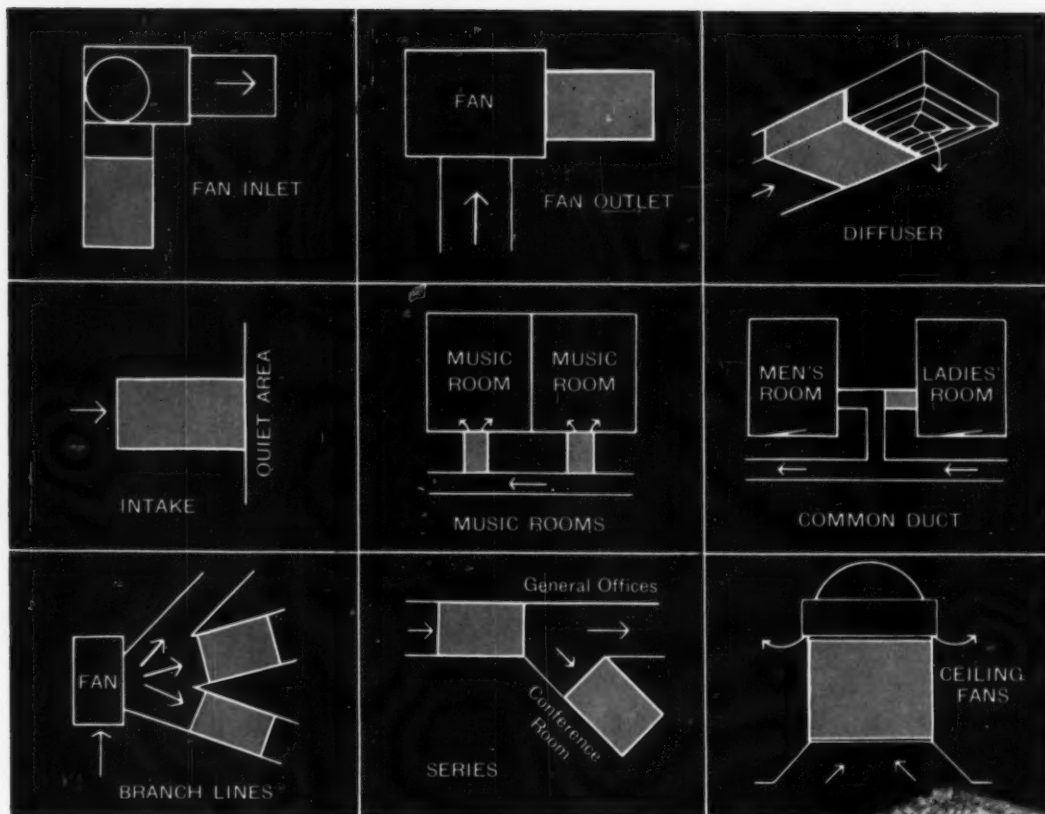 FAN INLET
FAN
FAN OUTLET
DIFFUSER
QUIET AREA
INTAKE
MUSIC
ROOM
MUSIC
ROOM
MUSIC ROOMS
MEN'S
ROOM
LADIES'
ROOM
COMMON DUCT
FAN
BRANCH LINES
General Offices
Conference
Room
SERIES
CEILING
FANS